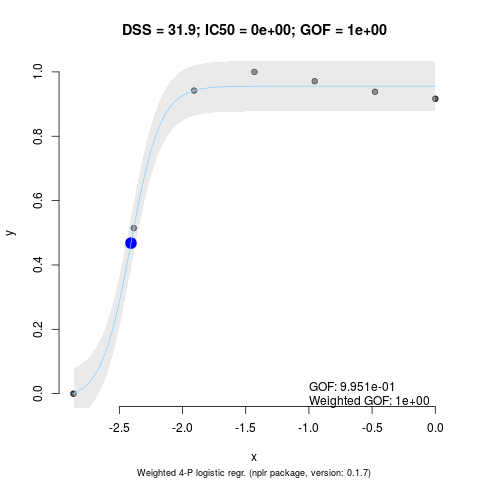 DSS = 31.9; IC50 = 0e+00; GOF = 1e+00
1.0
0.8
0.6
y
0.4
0.2
0.0
GOF: 9.951e-01
Weighted GOF: 1e+00
-2.5 -2.0 -1.5 -1.0 -0.5 0.0
x
Weighted 4-P logistic regr. (nplr package, version: 0.1.7)